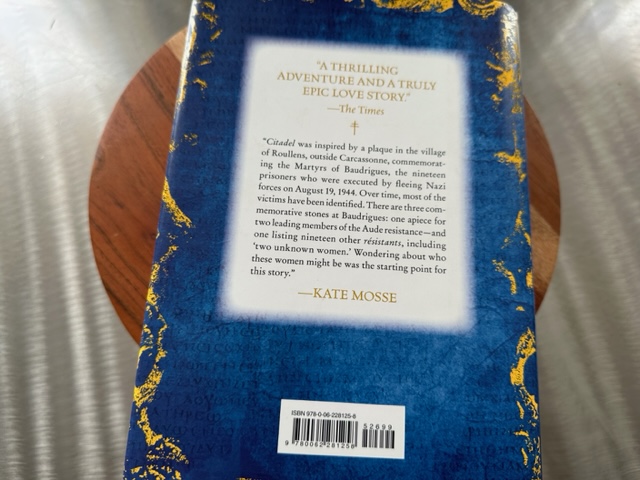 "A THRILLING
ADVENTURE AND A TRULY
EPIC LOVE STORY."
—The Times
"Citadel was inspired by a plaque in the village
of Roullens, outside Carcassonne, commemorat-
ing the Martyrs of Baudrigues, the nineteen
prisoners who were executed by fleeing Nazi
forces on August 19, 1944. Over time, most of the
victims have been identified. There are three com-
memorative stones at Baudrigues: one apiece for
two leading members of the Aude resistance—and
one listing nineteen other résistants, including
'two unknown women.' Wondering about who
these women might be was the starting point for
this story."
—KATE MOSSE
ISBN 978-0-06-228125-8
52699
9 780062 281258